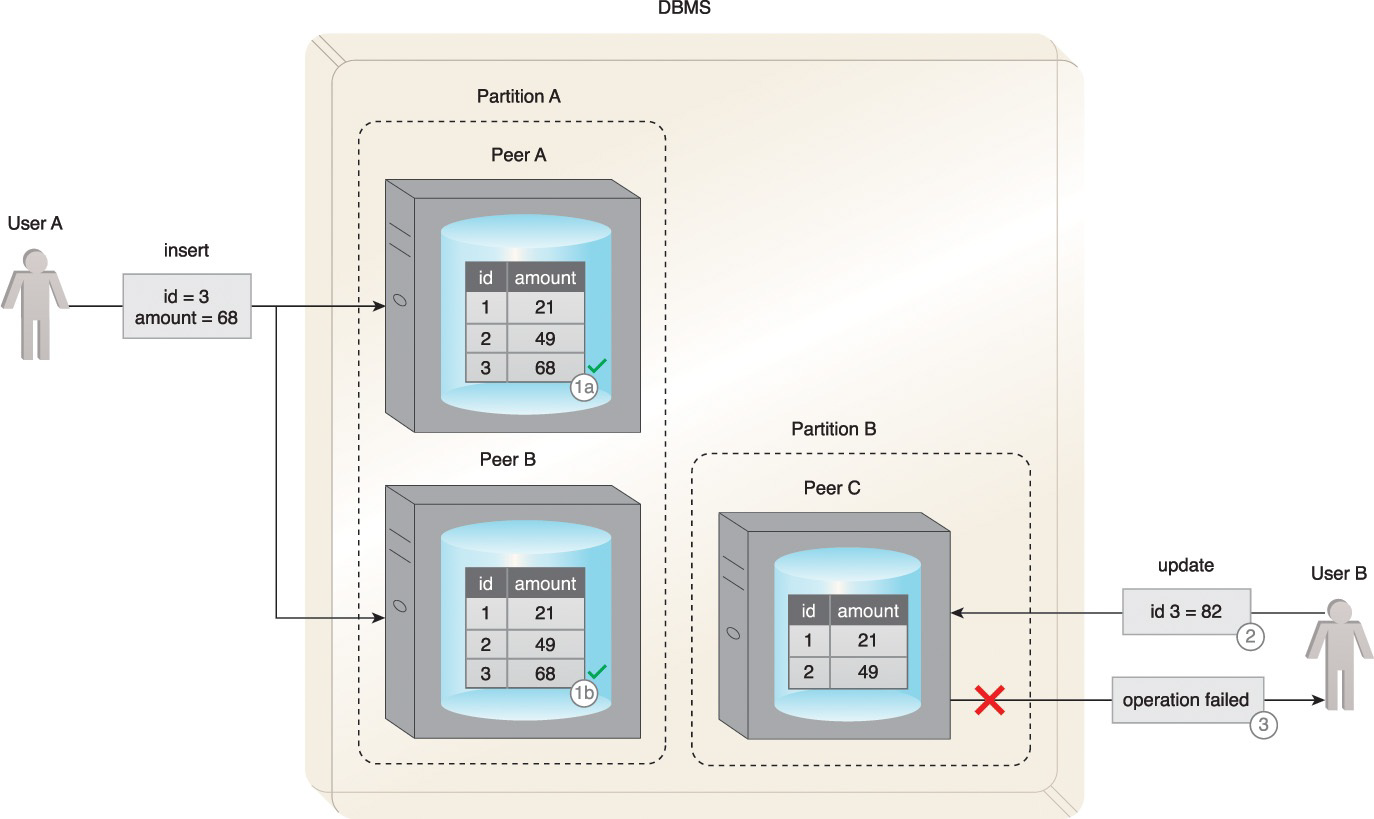 DBMS
Partition A
Peer A
User A
insert
id = 3
amount = 68
id amount
1 21
2 49
3 68
1a
Peer B
id amount
1 21
2 49
3 68
1b
Partition B
Peer C
id amount
1 21
2 49
update
User B
id 3 = 82
2
operation failed
3